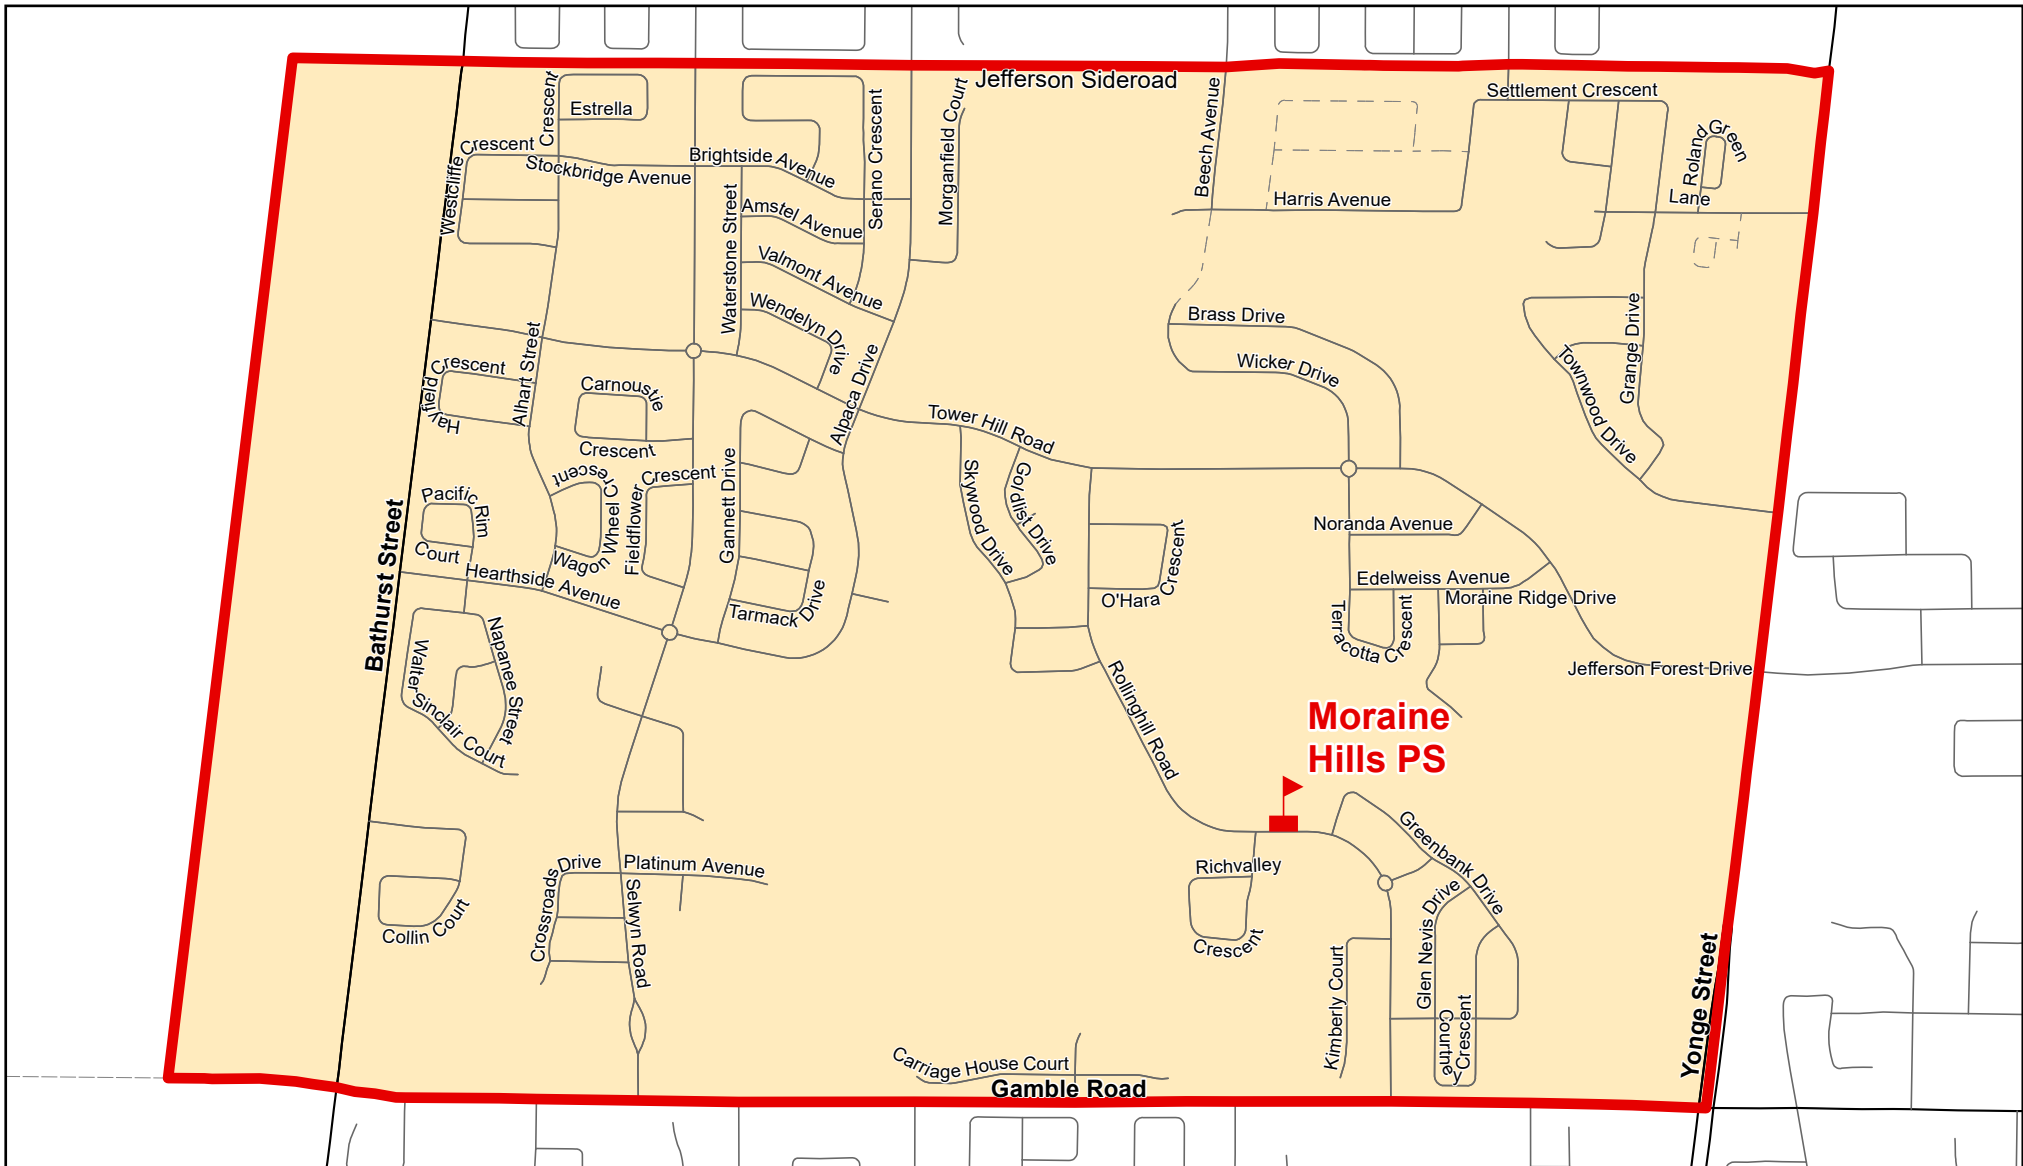 Jefferson Sideroad
Settlement Crescent
Crescent
Estrella
Morganfield Court
Beech Avenue
Serano Crescent
Roland
Green
Lane
Westcliffe
Crescent
Stockbridge Avenue
Brightside Avenue
Harris Avenue
Waterstone Street
Amstel Avenue
Valmont Avenue
Wendelyn Drive
Brass Drive
Wicker Drive
Grange Drive
Townwood Drive
Alhart Street
Hayfield
Crescent
Carnoustie
Crescent
Alpaca Drive
Tower Hill Road
Wagon Wheel Crescent
Fieldflower
Crescent
Gannett Drive
Skywood Drive
Goldlist Drive
Pacific
Rim
Court
Noranda Avenue
Bathurst Street
Hearthside Avenue
Tarmack
Drive
O'Hara
Crescent
Edelweiss Avenue
Moraine Ridge Drive
Terracotta Crescent
Jefferson Forest Drive
Walter
Sinclair Court
Napanee Street
Rollinghill Road
Moraine
Hills PS
Greenbank Drive
Richvalley
Crescent
Crossroads
Drive
Platinum Avenue
Selwyn Road
Collin Court
Glen Nevis Drive
Kimberly Court
Courtney
Crescent
Yonge Street
Carriage House Court
Gamble Road